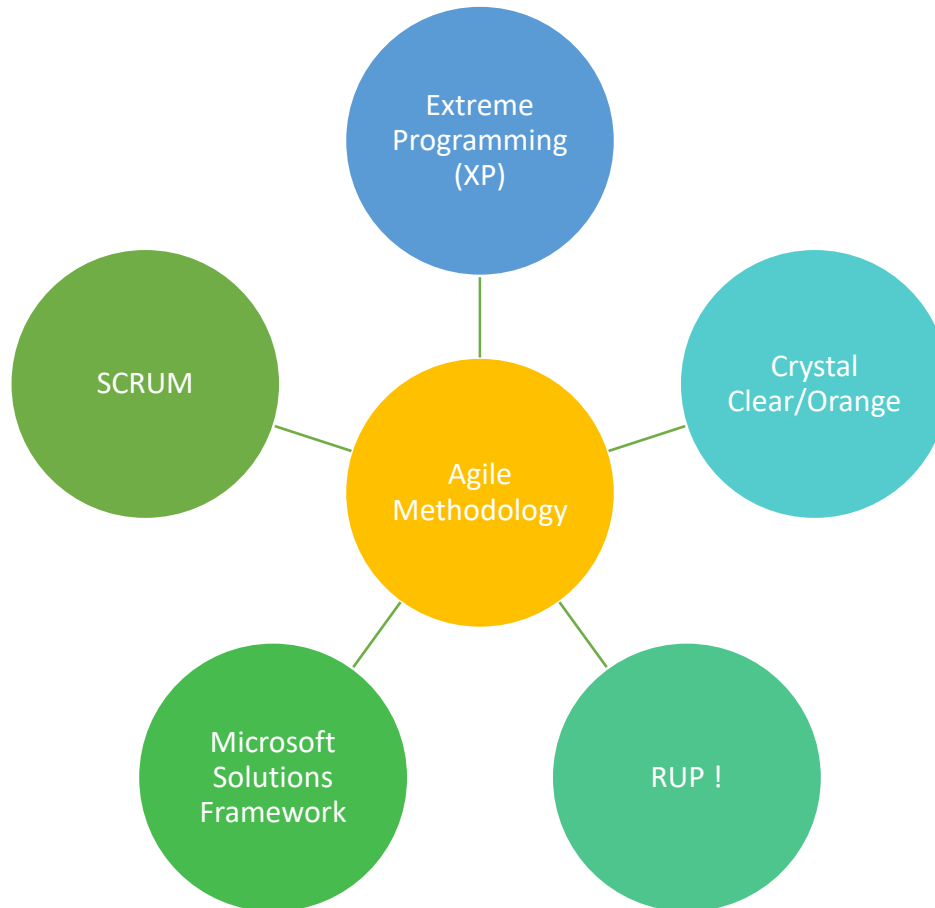 Extreme
Programming
(XP)
SCRUM
Crystal
Clear/Orange
Agile
Methodology
Microsoft
Solutions
Framework
RUP !